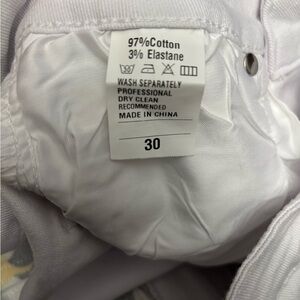 97%Cotton
3% Elastane
WASH SEPARATELY
PROFESSIONAL
DRY CLEAN
RECOMMENDED
MADE IN CHINA
30